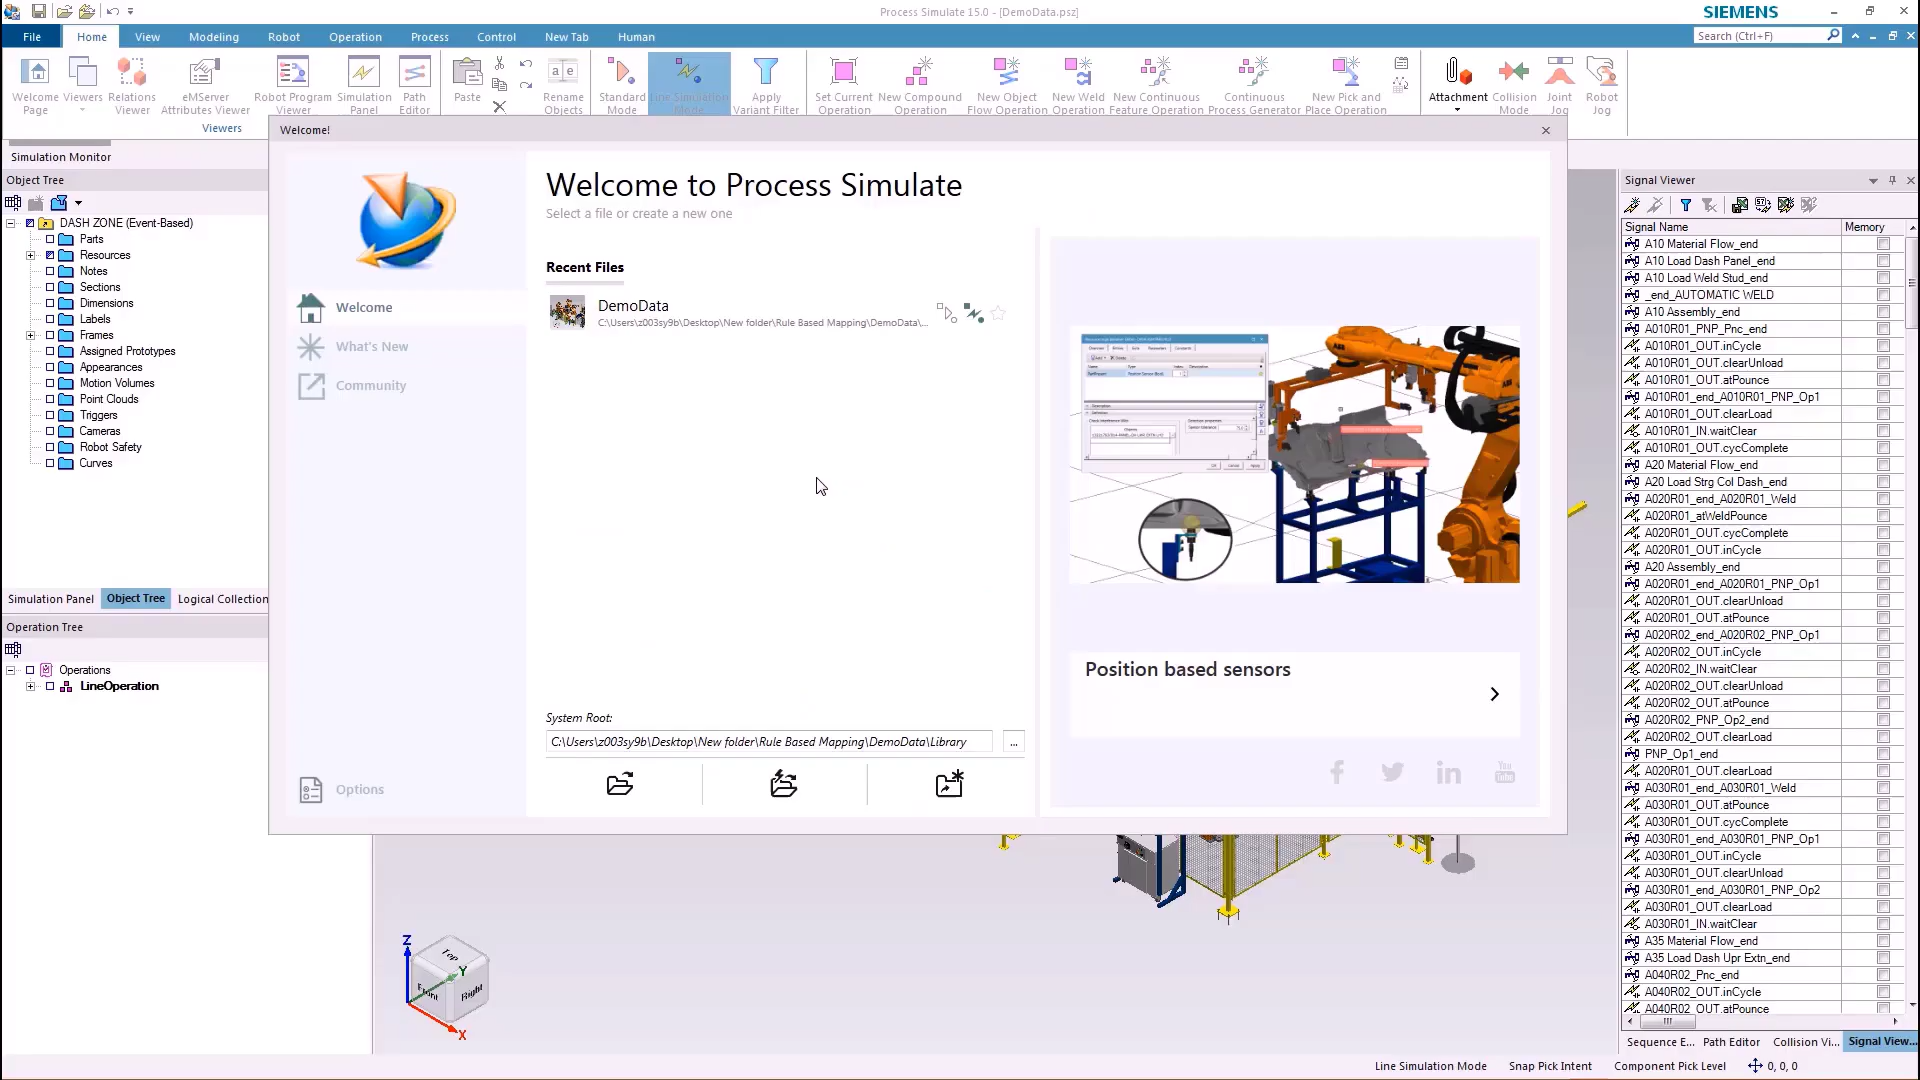 Process Simulate 15.0 - [DemoData.psz]
SIEMENS
File Home View Modeling Robot Operation Process Control New Tab Human
Search (Ctrl+F)
Welcome Page
Viewers
Relations Viewer
eMServer Attributes Viewer
Robot Program Viewer
Simulation Panel
Path Editor
Paste
Rename Objects
Standard Mode
Line Simulation
Apply Variant Filter
Set Current Operation
New Compound Operation
New Object Flow Operation
New Weld Operation
New Continuous Feature Operation
Continuous Process Generator
New Pick and Place Operation
Attachment
Collision Mode
Joint Jog
Robot Jog
Viewers
Simulation Monitor
Object Tree
DASH ZONE (Event-Based)
Parts
Resources
Notes
Sections
Dimensions
Labels
Frames
Assigned Prototypes
Appearances
Motion Volumes
Point Clouds
Triggers
Cameras
Robot Safety
Curves
Simulation Panel Object Tree Logical Collection
Operation Tree
Operations
LineOperation
Welcome!
Welcome
What's New
Community
Options
Welcome to Process Simulate
Select a file or create a new one
Recent Files
DemoData
C:\Users\z003sy9b\Desktop\New folder\Rule Based Mapping\DemoData\...
System Root:
C:\Users\z003sy9b\Desktop\New folder\Rule Based Mapping\DemoData\Library
...
ABB
Position based sensors
You
Tube
Top
Front
Right
Z
Y
X
Signal Viewer
Signal Name Memory
A10 Material Flow_end
A10 Load Dash Panel_end
A10 Load Weld Stud_end
_end_AUTOMATIC WELD
A10 Assembly_end
A010R01_PNP_Pnc_end
A010R01_OUT.inCycle
A010R01_OUT.clearUnload
A010R01_OUT.atPounce
A010R01_end_A010R01_PNP_Op1
A010R01_OUT.clearLoad
A010R01_IN.waitClear
A010R01_OUT.cycComplete
A20 Material Flow_end
A20 Load Strg Col Dash_end
A020R01_end_A020R01_Weld
A020R01_atWeldPounce
A020R01_OUT.cycComplete
A020R01_OUT.inCycle
A20 Assembly_end
A020R01_end_A020R01_PNP_Op1
A020R01_OUT.clearUnload
A020R01_OUT.atPounce
A020R02_end_A020R02_PNP_Op1
A020R02_OUT.inCycle
A020R02_IN.waitClear
A020R02_OUT.clearUnload
A020R02_OUT.atPounce
A020R02_PNP_Op2_end
A020R02_OUT.clearLoad
PNP_Op1_end
A020R01_OUT.clearLoad
A030R01_end_A030R01_Weld
A030R01_OUT.atPounce
A030R01_OUT.cycComplete
A030R01_end_A030R01_PNP_Op1
A030R01_OUT.inCycle
A030R01_OUT.clearUnload
A030R01_end_A030R01_PNP_Op2
A030R01_OUT.clearLoad
A030R01_IN.waitClear
A35 Material Flow_end
A35 Load Dash Upr Extn_end
A040R02_Pnc_end
A040R02_OUT.inCycle
A040R02_OUT.atPounce
Sequence E... Path Editor Collision Vi... Signal View...
Line Simulation Mode Snap Pick Intent Component Pick Level 0, 0, 0